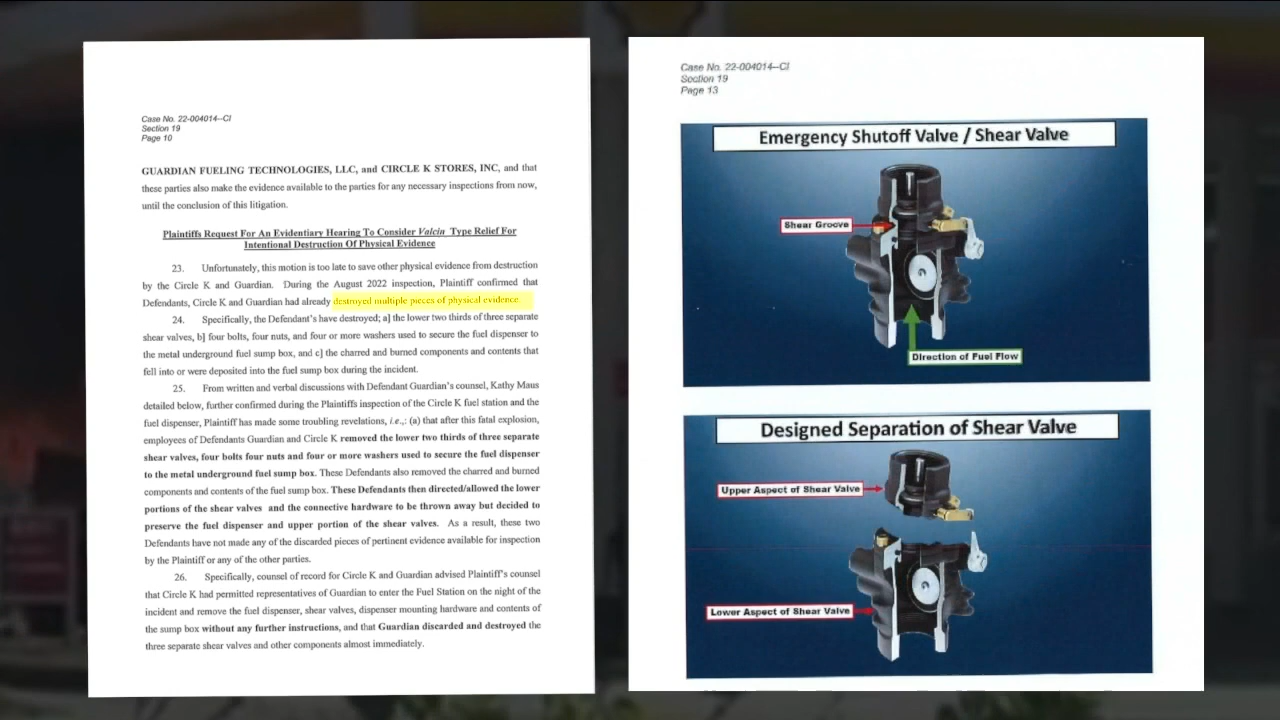 Case No. 22-004014--CI
Section 19
Page 10
GUARDIAN FUELING TECHNOLOGIES, LLC, and CIRCLE K STORES, INC, and that
these parties also make the evidence available to the parties for any necessary inspections from now,
until the conclusion of this litigation.
Plaintiffs Request For An Evidentiary Hearing To Consider Valcin Type Relief For
Intentional Destruction Of Physical Evidence
23. Unfortunately, this motion is too late to save other physical evidence from destruction
by the Circle K and Guardian. During the August 2022 inspection, Plaintiff confirmed that
Defendants, Circle K and Guardian had already destroyed multiple pieces of physical evidence.
24. Specifically, the Defendant's have destroyed; a] the lower two thirds of three separate
shear valves, b] four bolts, four nuts, and four or more washers used to secure the fuel dispenser to
the metal underground fuel sump box, and c] the charred and burned components and contents that
fell into or were deposited into the fuel sump box during the incident.
25. From written and verbal discussions with Defendant Guardian's counsel, Kathy Maus
detailed below, further confirmed during the Plaintiffs inspection of the Circle K fuel station and the
fuel dispenser, Plaintiff has made some troubling revelations, i.e.,: (a) that after this fatal explosion,
employees of Defendants Guardian and Circle K removed the lower two thirds of three separate
shear valves, four bolts four nuts and four or more washers used to secure the fuel dispenser
to the metal underground fuel sump box. These Defendants also removed the charred and burned
components and contents of the fuel sump box. These Defendants then directed/allowed the lower
portions of the shear valves and the connective hardware to be thrown away but decided to
preserve the fuel dispenser and upper portion of the shear valves. As a result, these two
Defendants have not made any of the discarded pieces of pertinent evidence available for inspection
by the Plaintiff or any of the other parties.
26. Specifically, counsel of record for Circle K and Guardian advised Plaintiff's counsel
that Circle K had permitted representatives of Guardian to enter the Fuel Station on the night of the
incident and remove the fuel dispenser, shear valves, dispenser mounting hardware and contents of
the sump box without any further instructions, and that Guardian discarded and destroyed the
three separate shear valves and other components almost immediately.
Case No. 22-004014--CI
Section 19
Page 13
Emergency Shutoff Valve / Shear Valve
Shear Groove
Direction of Fuel Flow
Designed Separation of Shear Valve
Upper Aspect of Shear Valve
Lower Aspect of Shear Valve